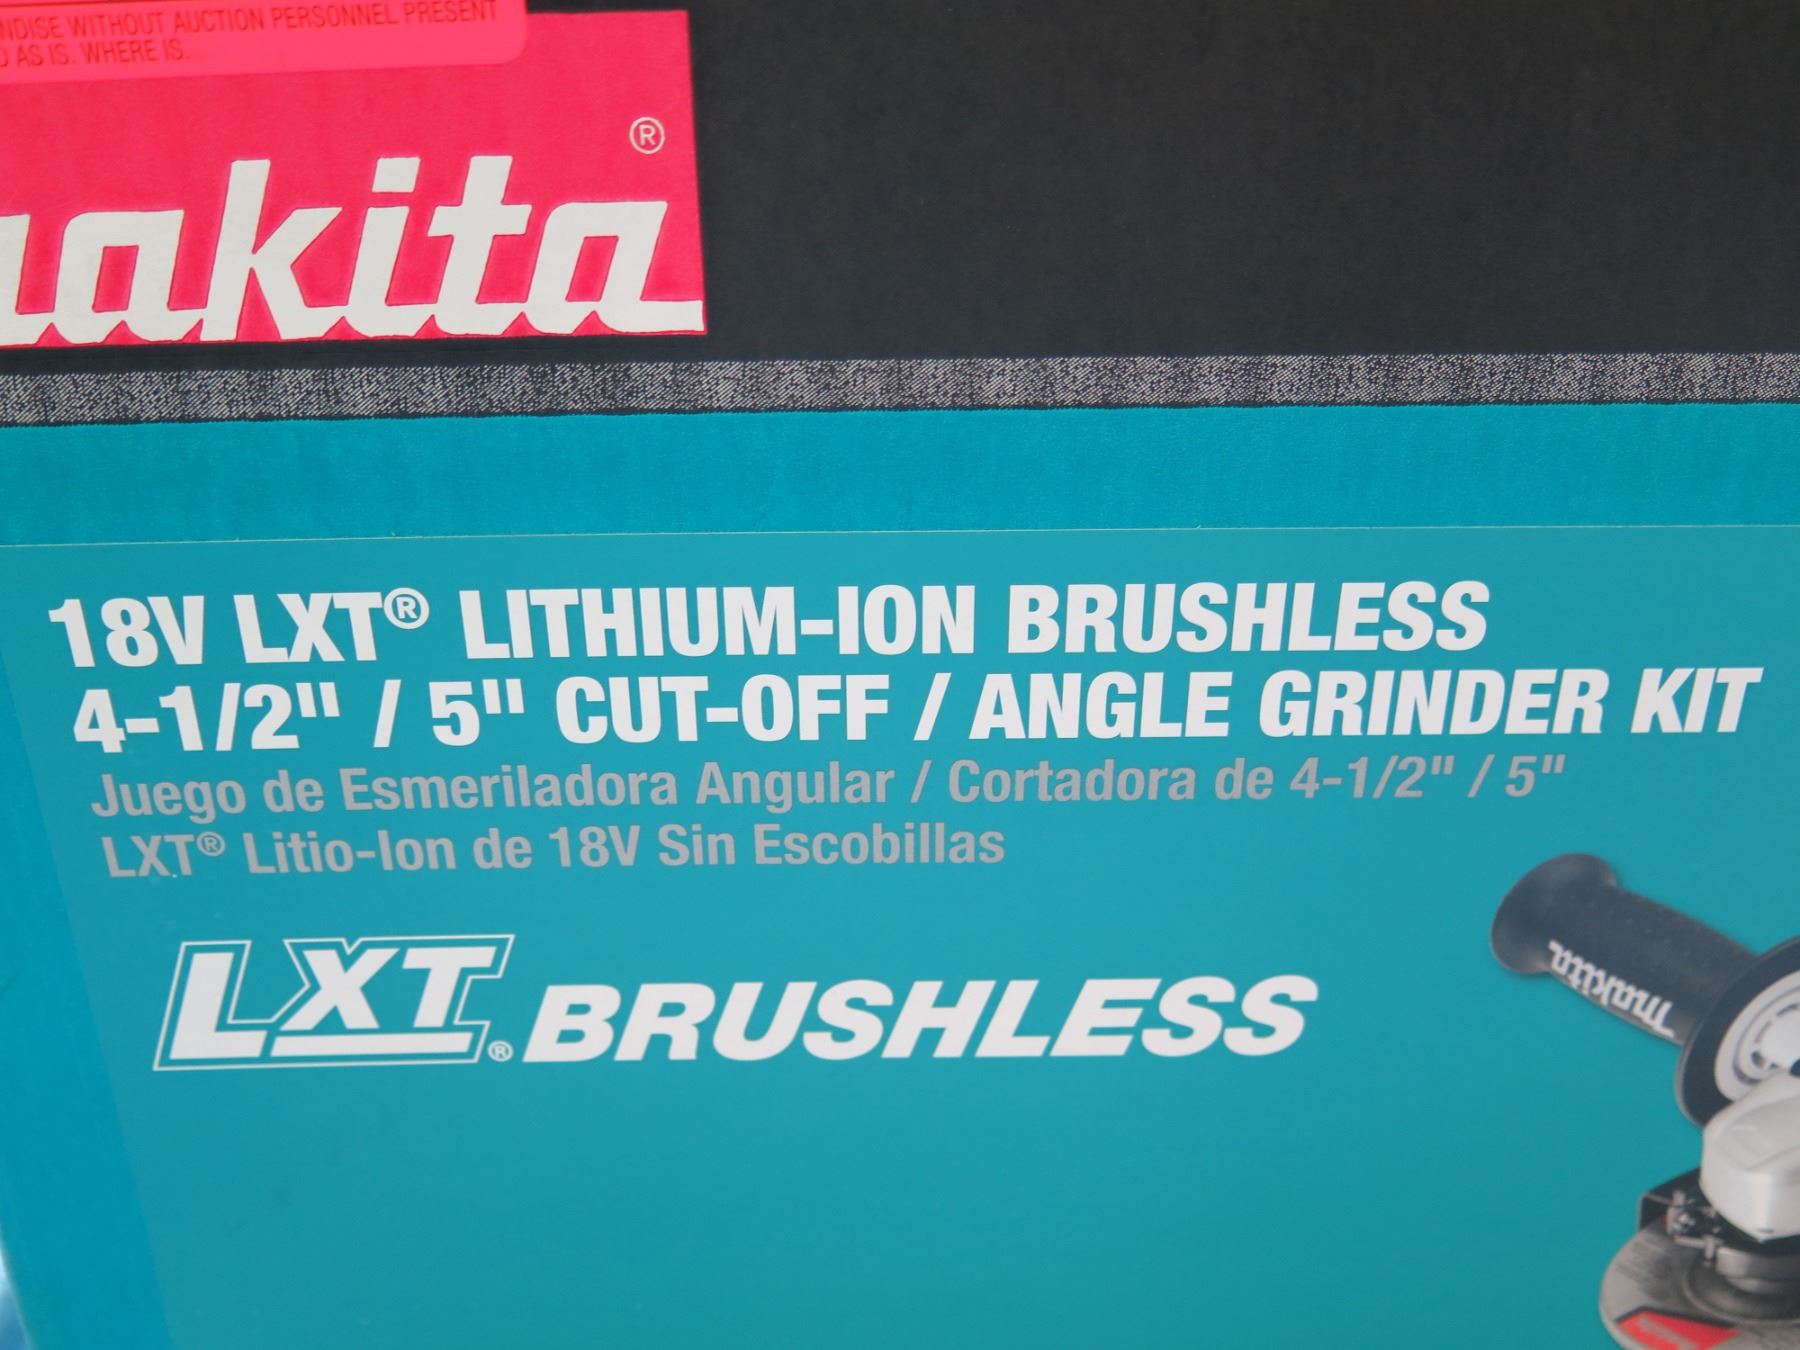 NDISE WITHOUT AUCTION PERSONNEL PRESENT
AS IS. WHERE IS.
makita®
18V LXT® LITHIUM-ION BRUSHLESS
4-1/2" / 5" CUT-OFF / ANGLE GRINDER KIT
Juego de Esmeriladora Angular / Cortadora de 4-1/2" / 5"
LXT® Litio-Ion de 18V Sin Escobillas
LXT® BRUSHLESS
makita